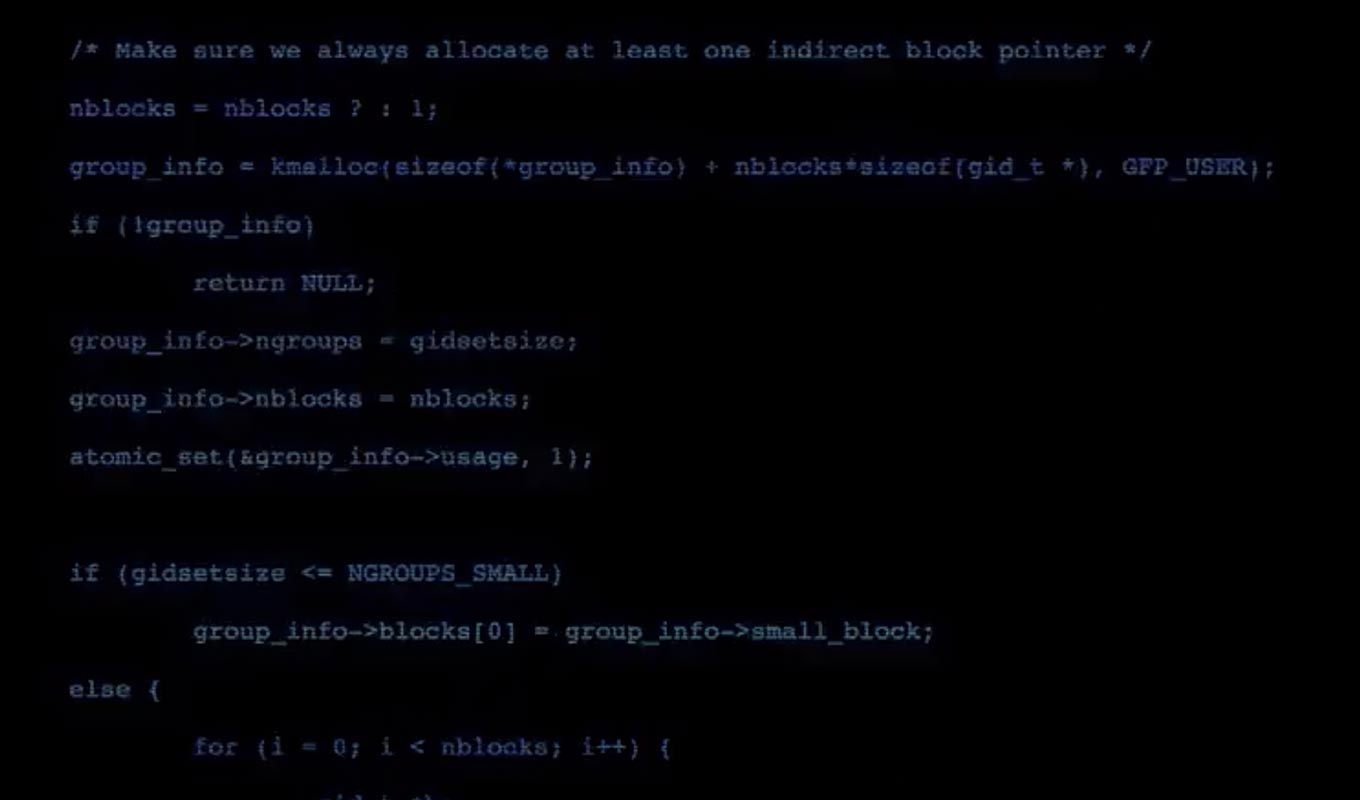 /* Make sure we always allocate at least one indirect block pointer */
nblocks = nblocks ? : 1;
group_info = kmalloc(sizeof(*group_info) + nblocks*sizeof(gid_t *), GFP_USER);
if (!group_info)
return NULL;
group_info->ngroups = gidsetsize;
group_info->nblocks = nblocks;
atomic_set(&group_info->usage, 1);
if (gidsetsize <= NGROUPS_SMALL)
group_info->blocks[0] = group_info->small_block;
else {
for (i = 0; i < nblocks; i++) {